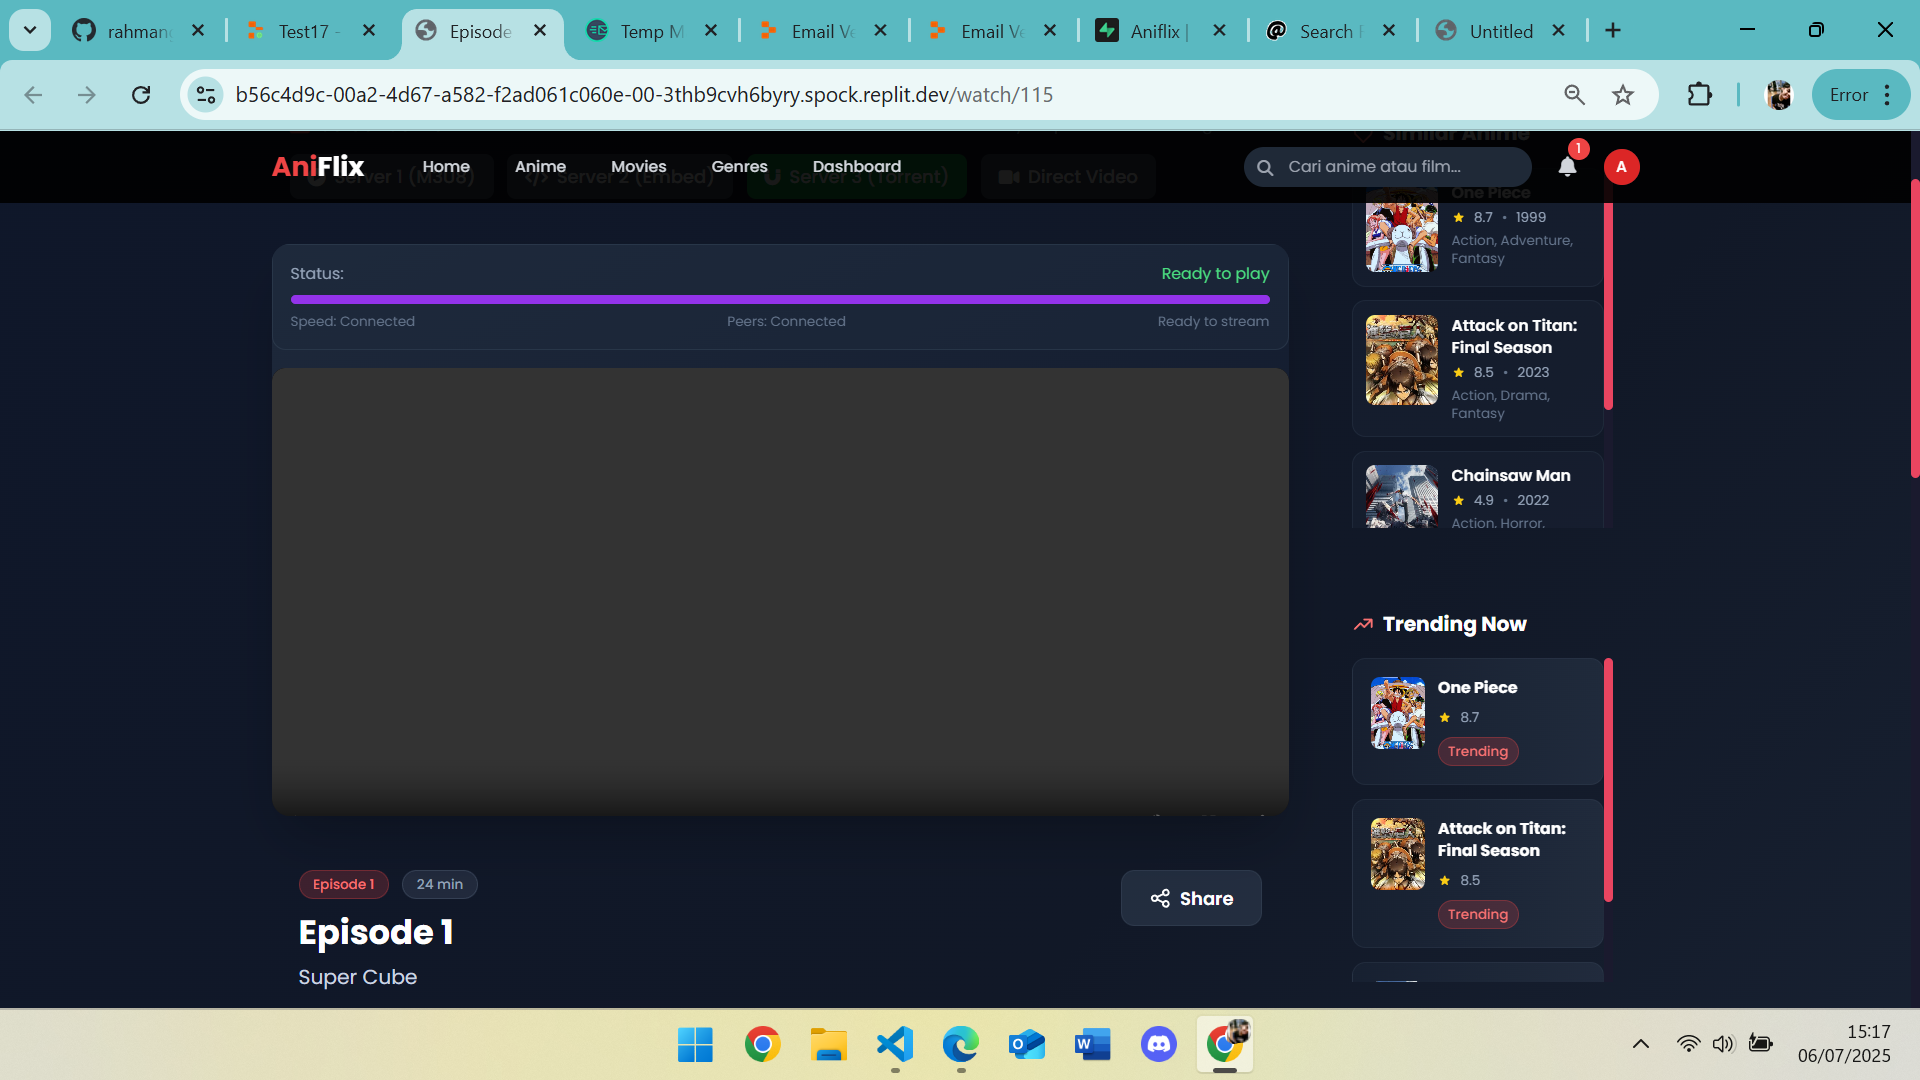 rahmang
Test17 -
Episode
Temp M
Email Ve
Email Ve
Aniflix |
Search F
Untitled
b56c4d9c-00a2-4d67-a582-f2ad061c060e-00-3thb9cvh6byry.spock.replit.dev/watch/115
Error
AniFlix
Home
Anime
Movies
Genres
Dashboard
Cari anime atau film...
1
A
Server 1 (M3U8)
Server 2 (Embed)
Server 3 (Torrent)
Direct Video
Status:
Ready to play
Speed: Connected
Peers: Connected
Ready to stream
Episode 1
24 min
Share
Episode 1
Super Cube
Similar Anime
One Piece
8.7 • 1999
Action, Adventure,
Fantasy
Attack on Titan:
Final Season
8.5 • 2023
Action, Drama,
Fantasy
Chainsaw Man
4.9 • 2022
Action, Horror,
Trending Now
One Piece
8.7
Trending
Attack on Titan:
Final Season
8.5
Trending
15:17
06/07/2025